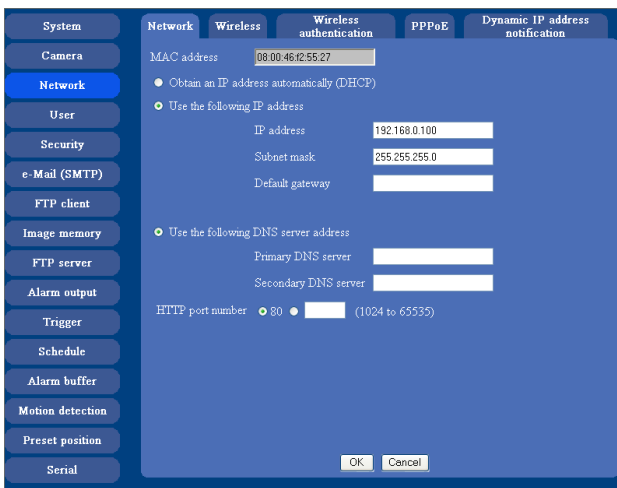 System
Camera
Network
User
Security
e-Mail (SMTP)
FTP client
Image memory
FTP server
Alarm output
Trigger
Schedule
Alarm buffer
Motion detection
Preset position
Serial
Network Wireless Wireless authentication PPPoE Dynamic IP address notification
MAC address 08:00:46:f2:55:27
Obtain an IP address automatically (DHCP)
Use the following IP address
IP address 192.168.0.100
Subnet mask 255.255.255.0
Default gateway
Use the following DNS server address
Primary DNS server
Secondary DNS server
HTTP port number 80 (1024 to 65535)
OK Cancel